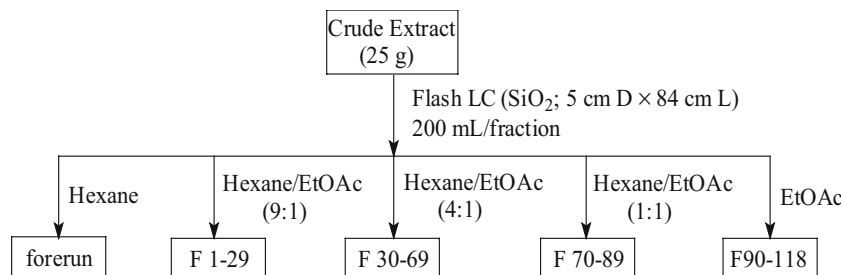 Crude Extract
(25 g)
Flash LC (SiO₂; 5 cm D × 84 cm L)
200 mL/fraction
Hexane
Hexane/EtOAc
(9:1)
Hexane/EtOAc
(4:1)
Hexane/EtOAc
(1:1)
EtOAc
forerun
F 1-29
F 30-69
F 70-89
F90-118